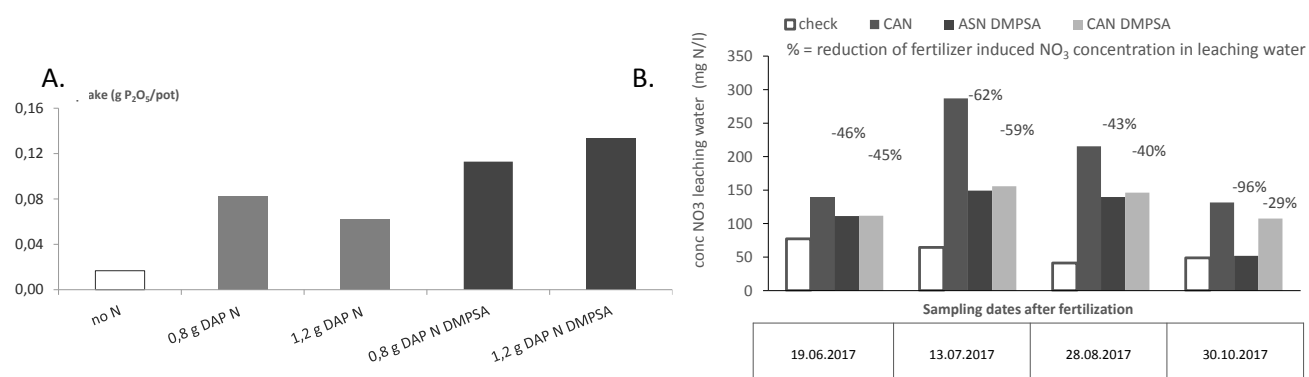 A.
ake (g P₂O₅/pot)
0,16
0,12
0,08
0,04
0,00
no N
0,8 g DAP N
1,2 g DAP N
0,8 g DAP N DMPSA
1,2 g DAP N DMPSA
B.
check CAN ASN DMPSA CAN DMPSA
% = reduction of fertilizer induced NO₃ concentration in leaching water
conc NO3 leaching water (mg N/l)
350
300
250
200
150
100
50
0
-46%
-45%
-62%
-59%
-43%
-40%
-96%
-29%
Sampling dates after fertilization
19.06.2017 13.07.2017 28.08.2017 30.10.2017